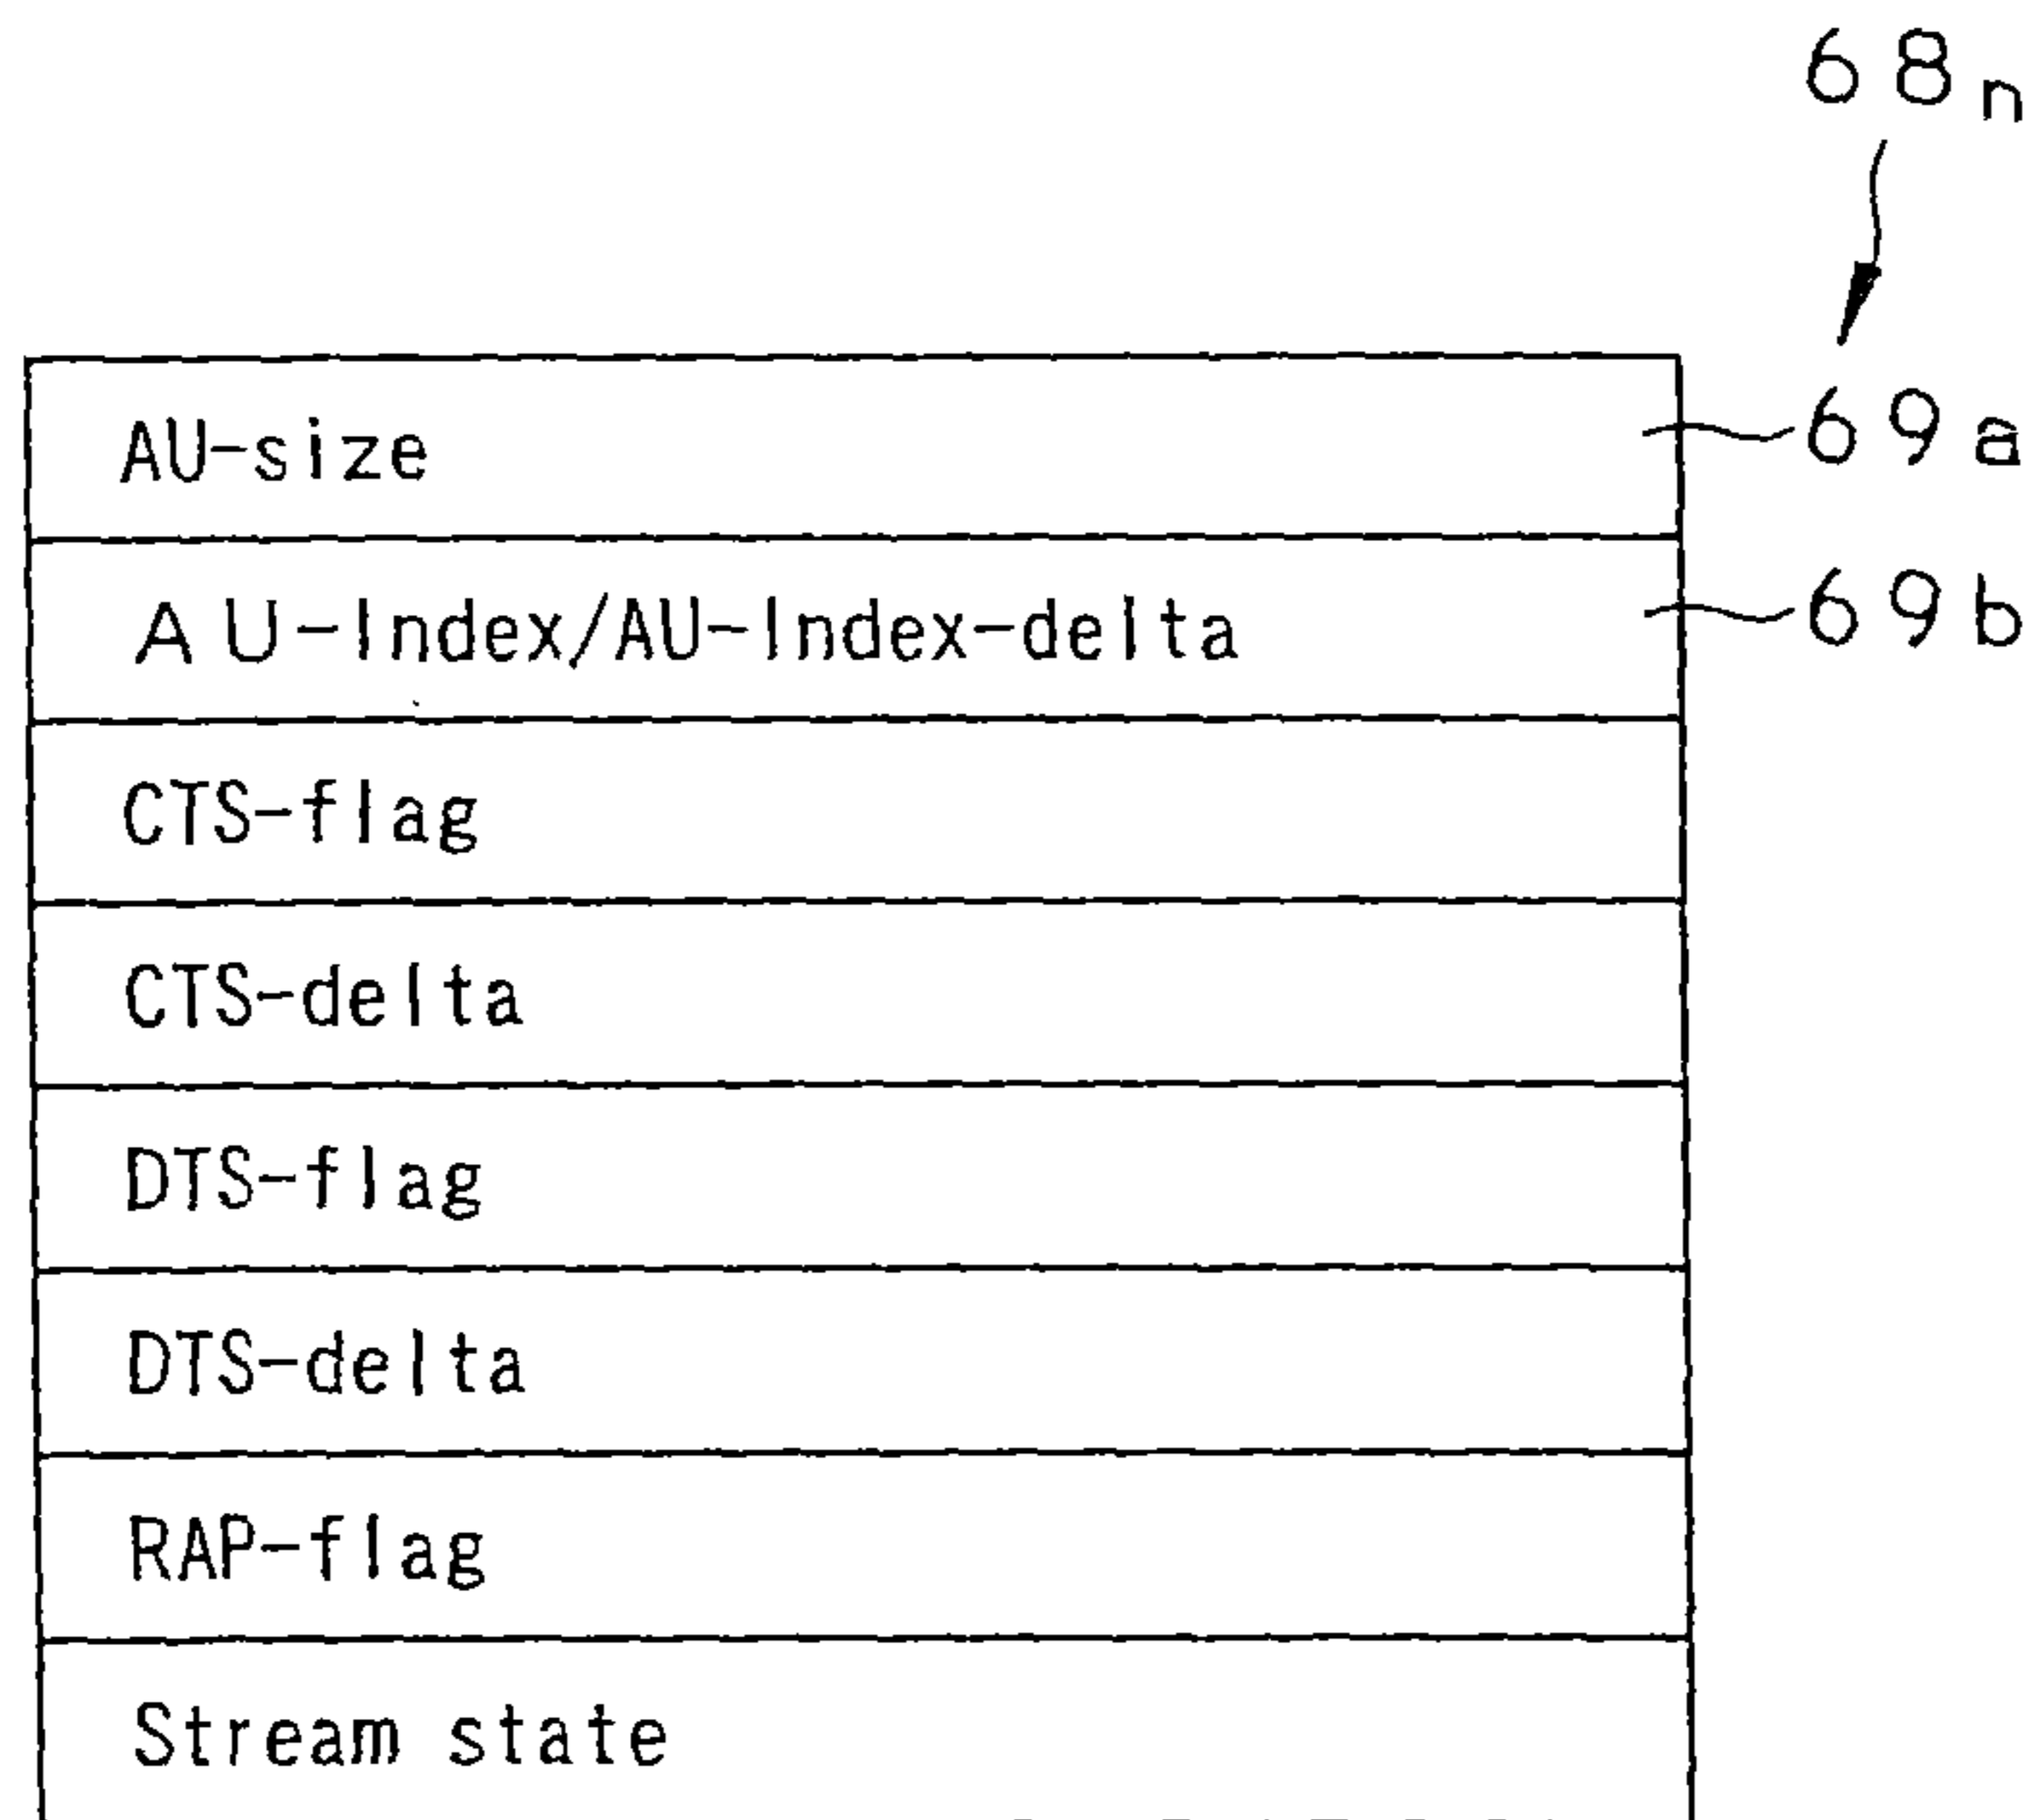 68n
AU-size 69a
AU-Index/AU-Index-delta 69b
CTS-flag
CTS-delta
DTS-flag
DTS-delta
RAP-flag
Stream state